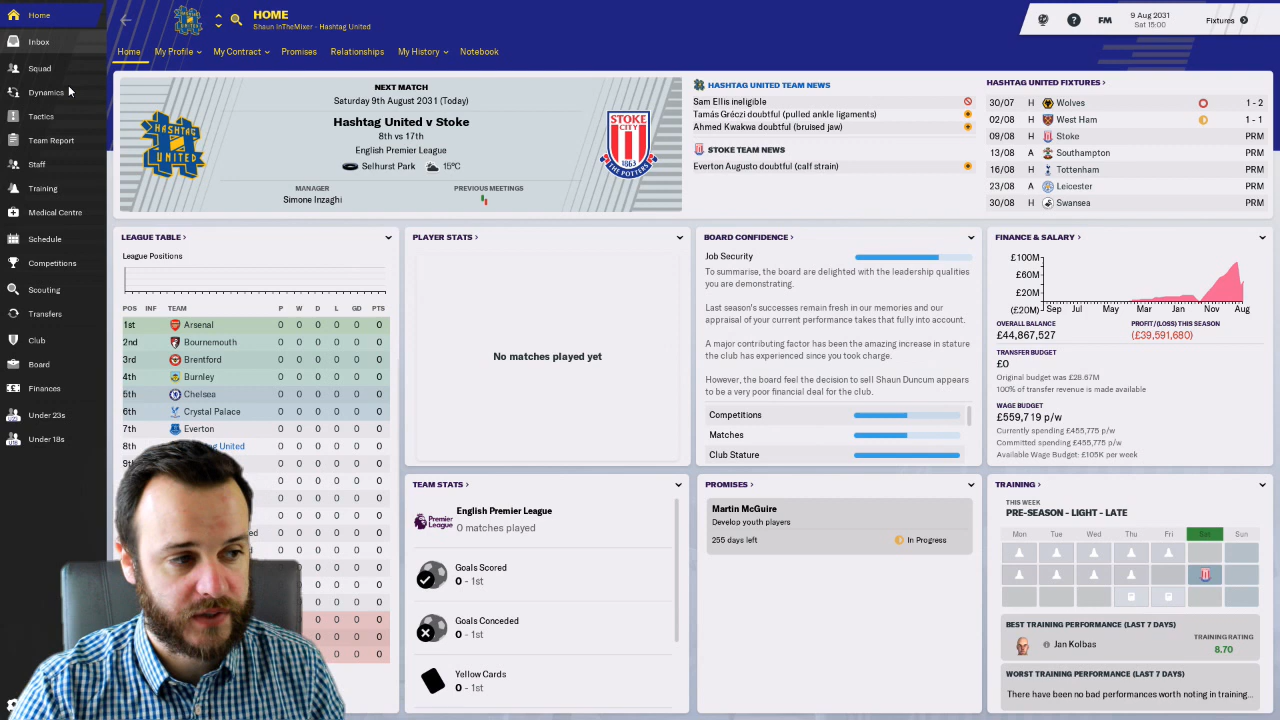 Home
HOME
Shaun InTheMixer - Hashtag United
FM
9 Aug 2031
Sat 15:00
Fixtures
Home
My Profile
My Contract
Promises
Relationships
My History
Notebook
Inbox
Squad
Dynamics
Tactics
Team Report
Staff
Training
Medical Centre
Schedule
Competitions
Scouting
Transfers
Club
Board
Finances
Under 23s
Under 18s
NEXT MATCH
Saturday 9th August 2031 (Today)
Hashtag United v Stoke
8th vs 17th
English Premier League
Selhurst Park
15°C
MANAGER
Simone Inzaghi
PREVIOUS MEETINGS
HASHTAG UNITED
STOKE CITY
1863
THE POTTERS
HASHTAG UNITED TEAM NEWS
Sam Ellis ineligible
Tamás Gréczi doubtful (pulled ankle ligaments)
Ahmed Kwakwa doubtful (bruised jaw)
STOKE TEAM NEWS
Everton Augusto doubtful (calf strain)
HASHTAG UNITED FIXTURES >
30/07 H Wolves 1 - 2
02/08 H West Ham 1 - 1
09/08 H Stoke PRM
13/08 A Southampton PRM
16/08 H Tottenham PRM
23/08 A Leicester PRM
30/08 H Swansea PRM
LEAGUE TABLE >
League Positions
POS INF TEAM P W D L GD PTS
1st Arsenal 0 0 0 0 0 0
2nd Bournemouth 0 0 0 0 0 0
3rd Brentford 0 0 0 0 0 0
4th Burnley 0 0 0 0 0 0
5th Chelsea 0 0 0 0 0 0
6th Crystal Palace 0 0 0 0 0 0
7th Everton 0 0 0 0 0 0
8th United 0 0 0 0 0 0
9th
PLAYER STATS >
No matches played yet
BOARD CONFIDENCE >
Job Security
To summarise, the board are delighted with the leadership qualities
you are demonstrating.
Last season's successes remain fresh in our memories and our
appraisal of your current performance takes that fully into account.
A major contributing factor has been the amazing increase in stature
the club has experienced since you took charge.
However, the board feel the decision to sell Shaun Duncum appears
to be a very poor financial deal for the club.
Competitions
Matches
Club Stature
FINANCE & SALARY >
£100M
£60M
£20M
(£20M)
Sep Jul May Mar Jan Nov Aug
OVERALL BALANCE
£44,867,527
PROFIT/(LOSS) THIS SEASON
(£39,591,680)
TRANSFER BUDGET
£0
Original budget was £28.67M
100% of transfer revenue is made available
WAGE BUDGET
£559,719 p/w
Currently spending £455,775 p/w
Committed spending £455,775 p/w
Available Wage Budget: £105K per week
TEAM STATS >
Premier League
English Premier League
0 matches played
Goals Scored
0 - 1st
Goals Conceded
0 - 1st
Yellow Cards
0 - 1st
PROMISES >
Martin McGuire
Develop youth players
255 days left
In Progress
TRAINING >
THIS WEEK
PRE-SEASON - LIGHT - LATE
Mon Tue Wed Thu Fri Sat Sun
BEST TRAINING PERFORMANCE (LAST 7 DAYS)
Jan Kolbas
TRAINING RATING
8.70
WORST TRAINING PERFORMANCE (LAST 7 DAYS)
There have been no bad performances worth noting in training...